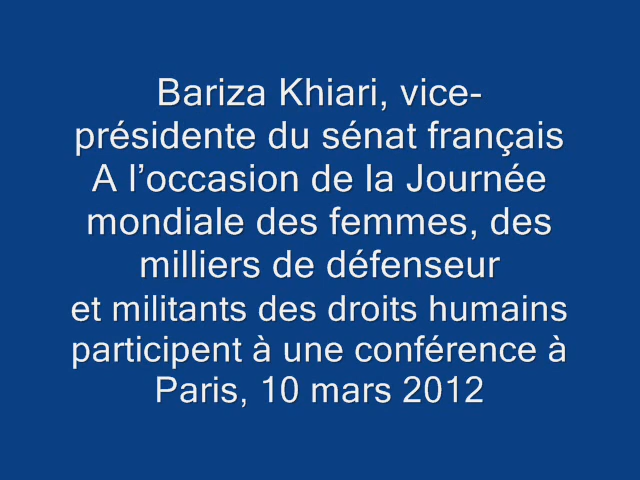 Bariza Khiari, vice-
présidente du sénat français
A l’occasion de la Journée
mondiale des femmes, des
milliers de défenseur
et militants des droits humains
participent à une conférence à
Paris, 10 mars 2012